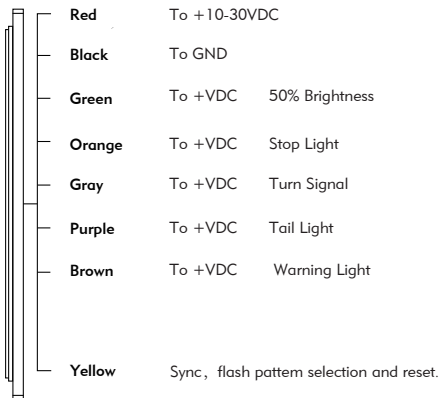 Red To +10-30VDC
Black To GND
Green To +VDC 50% Brightness
Orange To +VDC Stop Light
Gray To +VDC Turn Signal
Purple To +VDC Tail Light
Brown To +VDC Warning Light
Yellow Sync, flash pattem selection and reset.